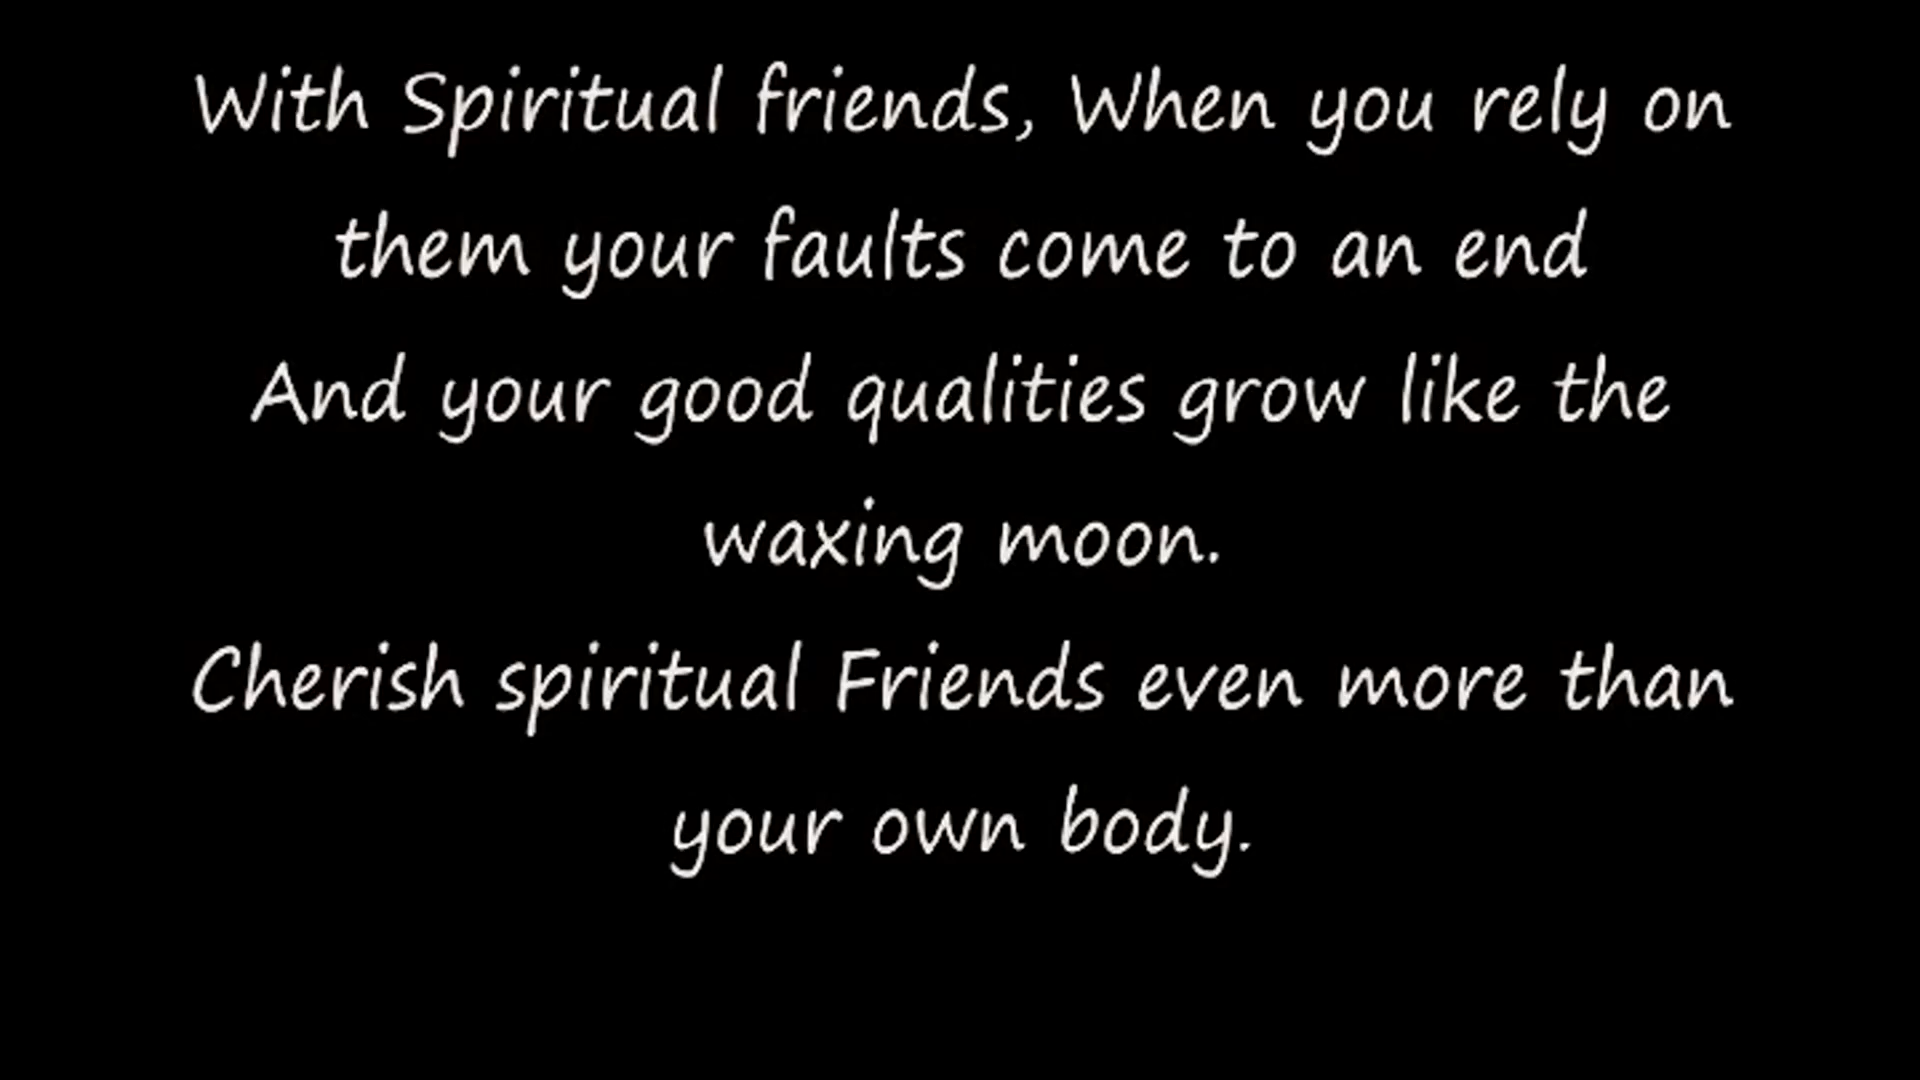 With Spiritual friends, When you rely on
them your faults come to an end
And your good qualities grow like the
waxing moon.
Cherish spiritual Friends even more than
your own body.